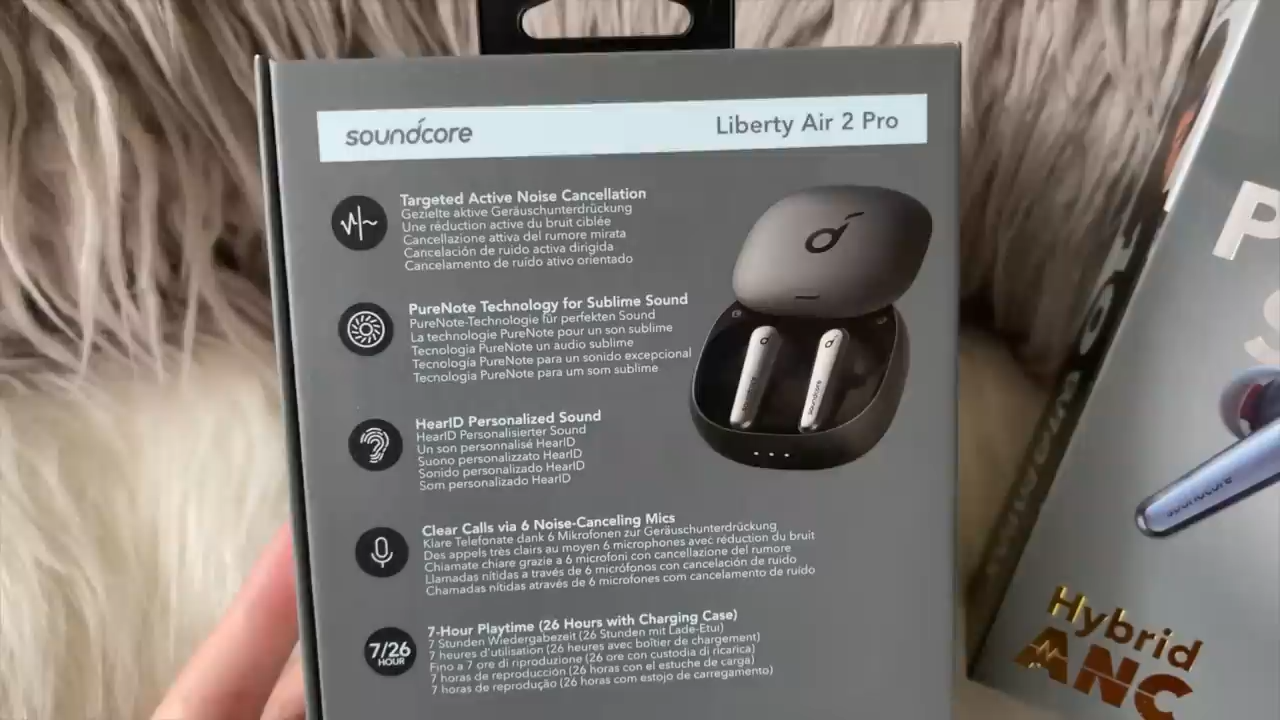 soundcore
Liberty Air 2 Pro
Targeted Active Noise Cancellation
Gezielte aktive Geräuschunterdrückung
Une réduction active du bruit ciblée
Cancellazione attiva del rumore mirata
Cancelación de ruido activa dirigida
Cancelamento de ruído ativo orientado
PureNote Technology for Sublime Sound
PureNote-Technologie für perfekten Sound
La technologie PureNote pour un son sublime
Tecnologia PureNote un audio sublime
Tecnología PureNote para un sonido excepcional
Tecnologia PureNote para um som sublime
HearID Personalized Sound
HearID Personalisierter Sound
Un son personnalisé HearID
Suono personalizzato HearID
Sonido personalizado HearID
Som personalizado HearID
Clear Calls via 6 Noise-Canceling Mics
Klare Telefonate dank 6 Mikrofonen zur Geräuschunterdrückung
Des appels très clairs au moyen 6 microphones avec réduction du bruit
Chiamate chiare grazie a 6 microfoni con cancellazione del rumore
Llamadas nítidas a través de 6 micrófonos con cancelación de ruido
Chamadas nítidas através de 6 microfones com cancelamento de ruído
7/26
HOUR
7-Hour Playtime (26 Hours with Charging Case)
7 Stunden Wiedergabezeit (26 Stunden mit Lade-Etui)
7 heures d'utilisation (26 heures avec boîtier de chargement)
Fino a 7 ore di riproduzione (26 ore con custodia di ricarica)
7 horas de reproducción (26 horas con el estuche de carga)
7 horas de reprodução (26 horas com estojo de carregamento)
soundcore
soundcore
soundcore
Hybrid
ANC